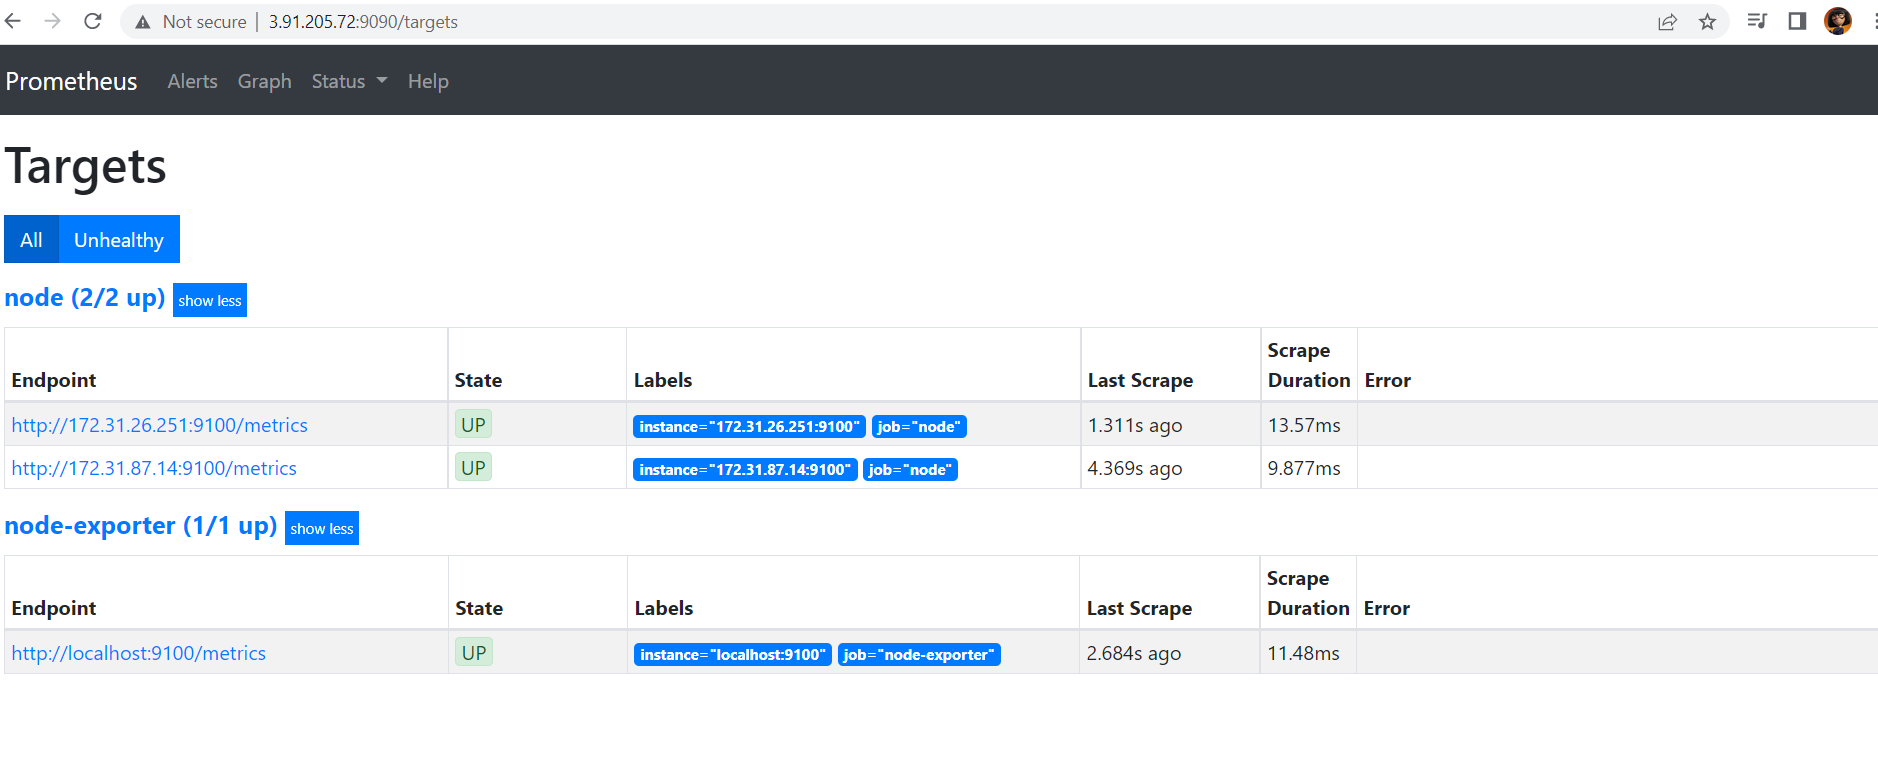 Not secure | 3.91.205.72:9090/targets
Prometheus Alerts Graph Status Help
Targets
All Unhealthy
node (2/2 up) show less
Endpoint State Labels Last Scrape Scrape Duration Error
http://172.31.26.251:9100/metrics UP instance="172.31.26.251:9100" job="node" 1.311s ago 13.57ms
http://172.31.87.14:9100/metrics UP instance="172.31.87.14:9100" job="node" 4.369s ago 9.877ms
node-exporter (1/1 up) show less
Endpoint State Labels Last Scrape Scrape Duration Error
http://localhost:9100/metrics UP instance="localhost:9100" job="node-exporter" 2.684s ago 11.48ms